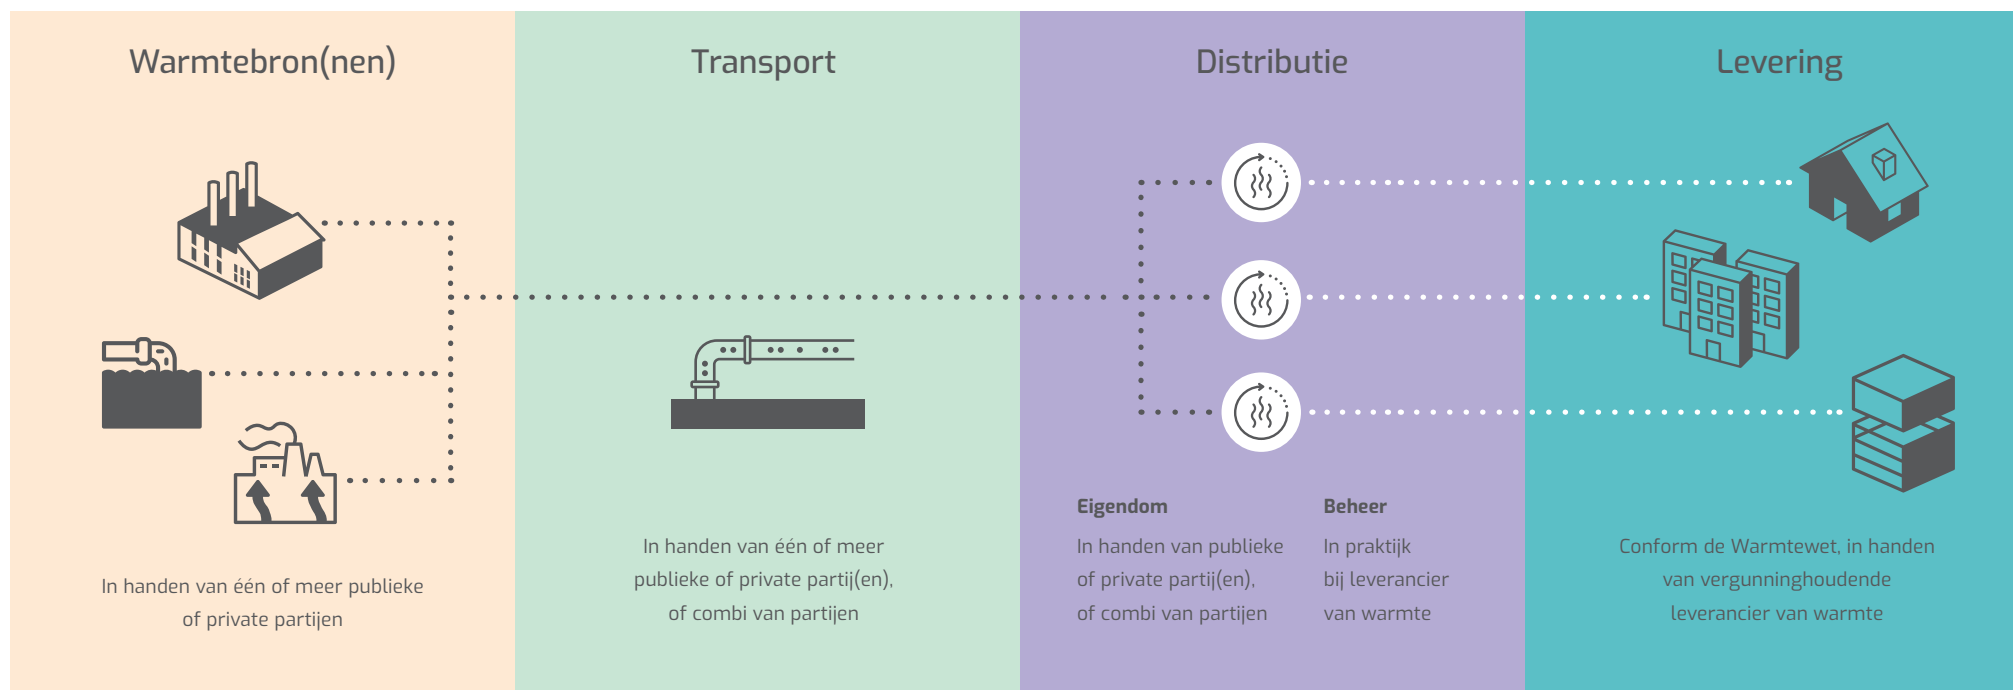 Warmtebron(nen)
In handen van één of meer publieke
of private partijen
Transport
In handen van één of meer
publieke of private partij(en),
of combi van partijen
Distributie
Eigendom
In handen van publieke
of private partij(en),
of combi van partijen
Beheer
In praktijk
bij leverancier
van warmte
Levering
Conform de Warmtewet, in handen
van vergunninghoudende
leverancier van warmte